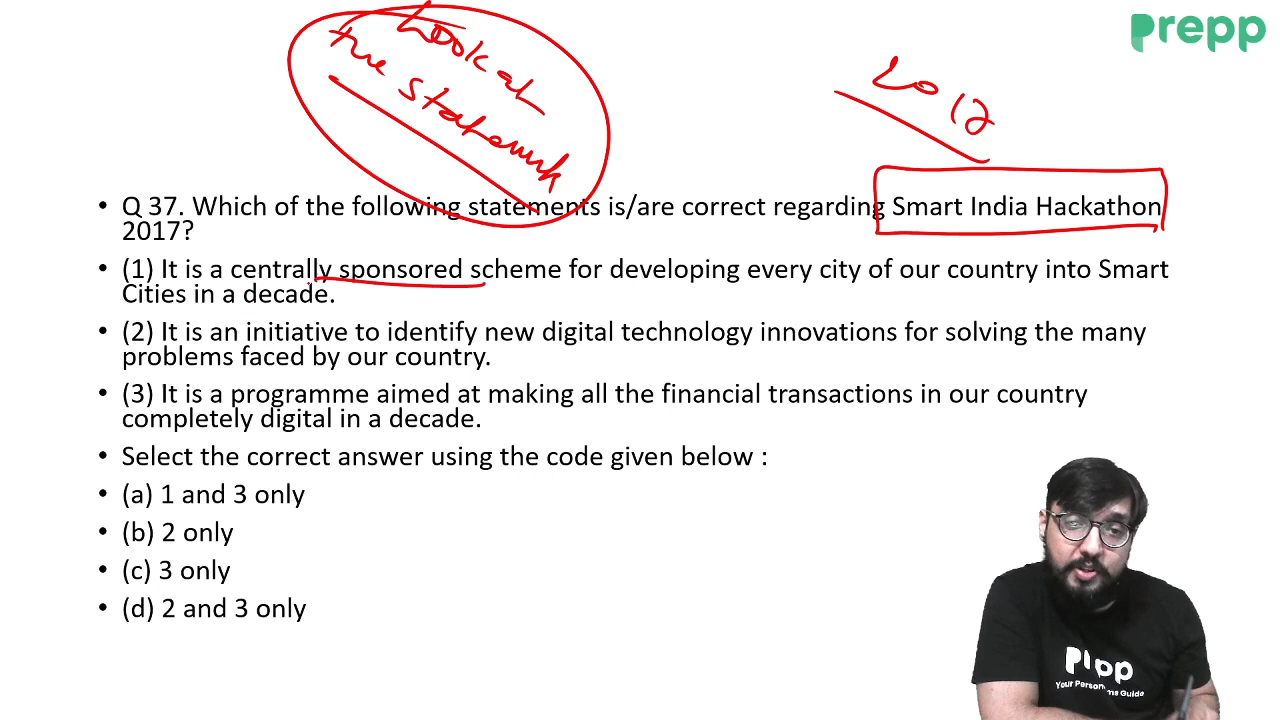 prepp
Look at
the statement
2017
• Q 37. Which of the following statements is/are correct regarding Smart India Hackathon
2017?
• (1) It is a centrally sponsored scheme for developing every city of our country into Smart
Cities in a decade.
• (2) It is an initiative to identify new digital technology innovations for solving the many
problems faced by our country.
• (3) It is a programme aimed at making all the financial transactions in our country
completely digital in a decade.
• Select the correct answer using the code given below :
• (a) 1 and 3 only
• (b) 2 only
• (c) 3 only
• (d) 2 and 3 only